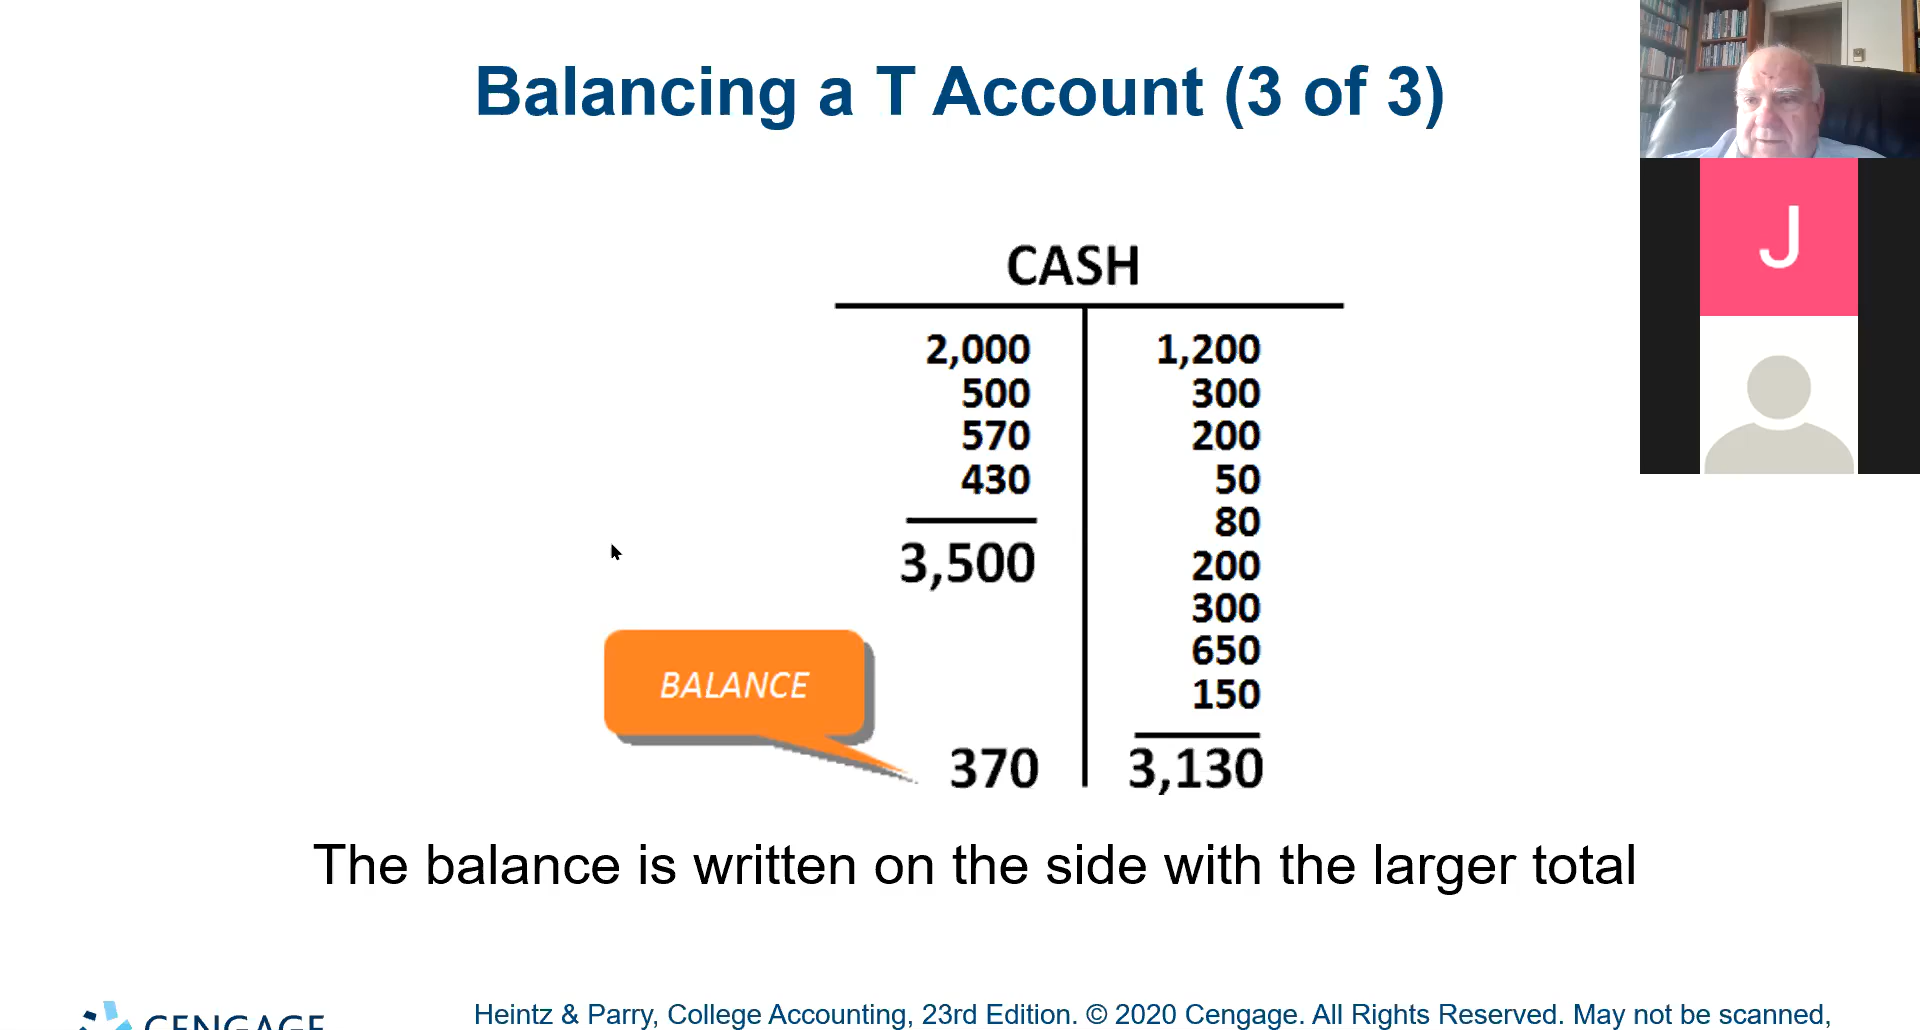 Balancing a T Account (3 of 3)
J
CASH
2,000 1,200
500 300
570 200
430 50
80
3,500 200
300
BALANCE 650
150
370 3,130
The balance is written on the side with the larger total
CENGAGE
Heintz & Parry, College Accounting, 23rd Edition. © 2020 Cengage. All Rights Reserved. May not be scanned,